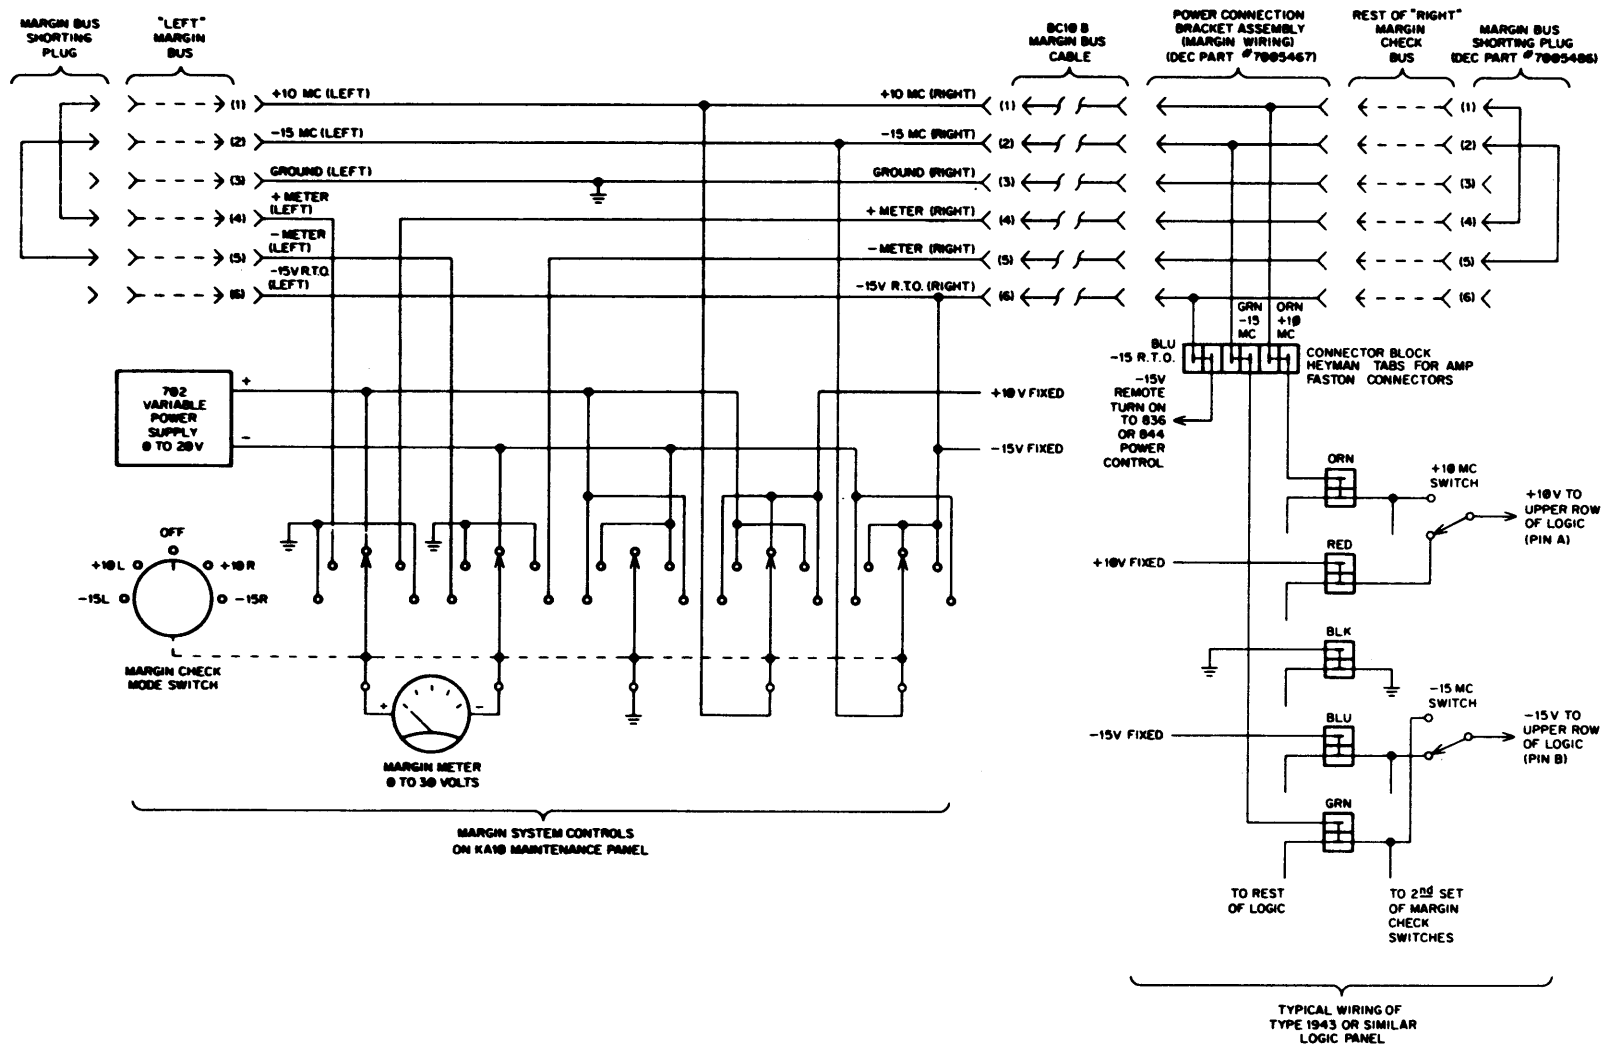 MARGIN BUS
SHORTING
PLUG
"LEFT"
MARGIN
BUS
BC10 B
MARGIN BUS
CABLE
POWER CONNECTION
BRACKET ASSEMBLY
(MARGIN WIRING)
(DEC PART #7005467)
REST OF "RIGHT"
MARGIN
CHECK
BUS
MARGIN BUS
SHORTING PLUG
(DEC PART #7005486)
(1)
+10 MC (LEFT)
+10 MC (RIGHT)
(1)
(1)
(2)
-15 MC (LEFT)
-15 MC (RIGHT)
(2)
(2)
(3)
GROUND (LEFT)
GROUND (RIGHT)
(3)
(3)
(4)
+ METER
(LEFT)
+ METER (RIGHT)
(4)
(4)
(5)
- METER
(LEFT)
- METER (RIGHT)
(5)
(5)
(6)
-15V R.T.O.
(LEFT)
-15V R.T.O. (RIGHT)
(6)
(6)
GRN
-15
MC
ORN
+10
MC
BLU
-15 R.T.O.
CONNECTOR BLOCK
HEYMAN TABS FOR AMP
FASTON CONNECTORS
-15V
REMOTE
TURN ON
TO 836
OR 844
POWER
CONTROL
702
VARIABLE
POWER
SUPPLY
0 TO 20V
+
-
+10V FIXED
-15V FIXED
OFF
+10L
+10R
-15L
-15R
MARGIN CHECK
MODE SWITCH
+
-
MARGIN METER
0 TO 30 VOLTS
MARGIN SYSTEM CONTROLS
ON KA10 MAINTENANCE PANEL
ORN
+10 MC
SWITCH
+10V TO
UPPER ROW
OF LOGIC
(PIN A)
RED
+10V FIXED
BLK
-15 MC
SWITCH
BLU
-15V FIXED
-15V TO
UPPER ROW
OF LOGIC
(PIN B)
GRN
TO REST
OF LOGIC
TO 2nd SET
OF MARGIN
CHECK
SWITCHES
TYPICAL WIRING OF
TYPE 1943 OR SIMILAR
LOGIC PANEL